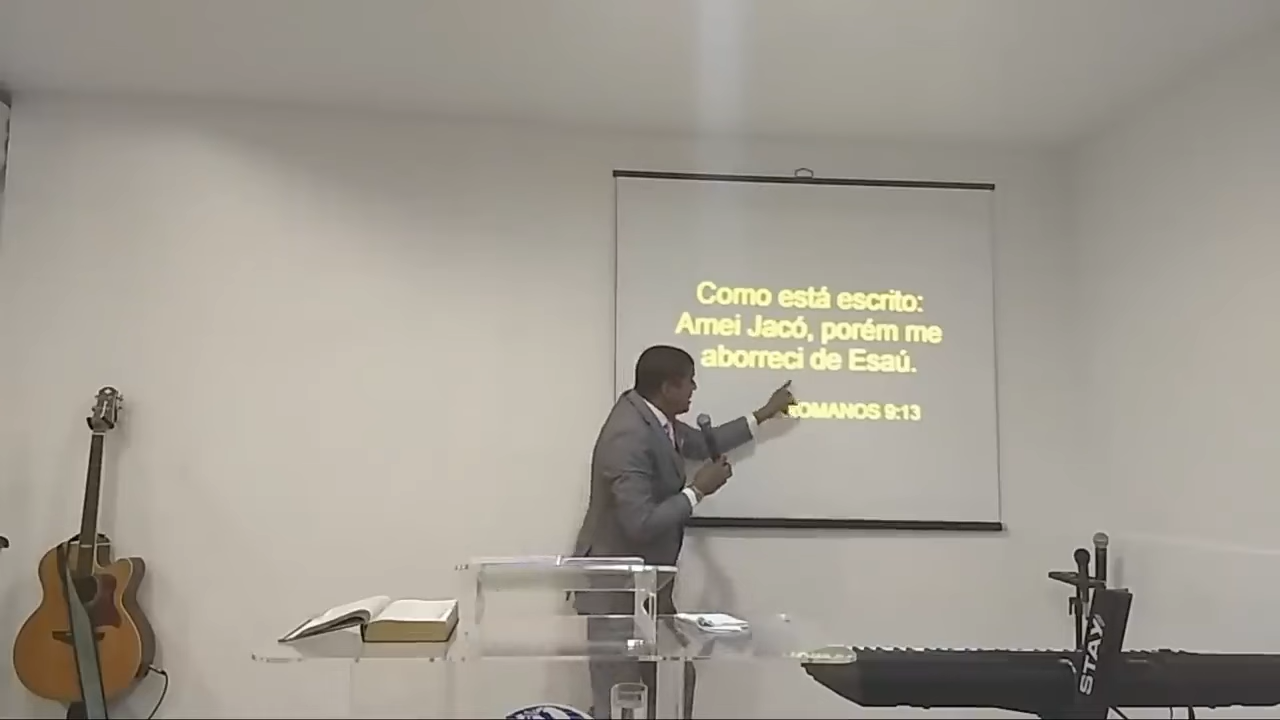 Como está escrito:
Amei Jacó, porém me
aborreci de Esaú.
ROMANOS 9:13
STAY